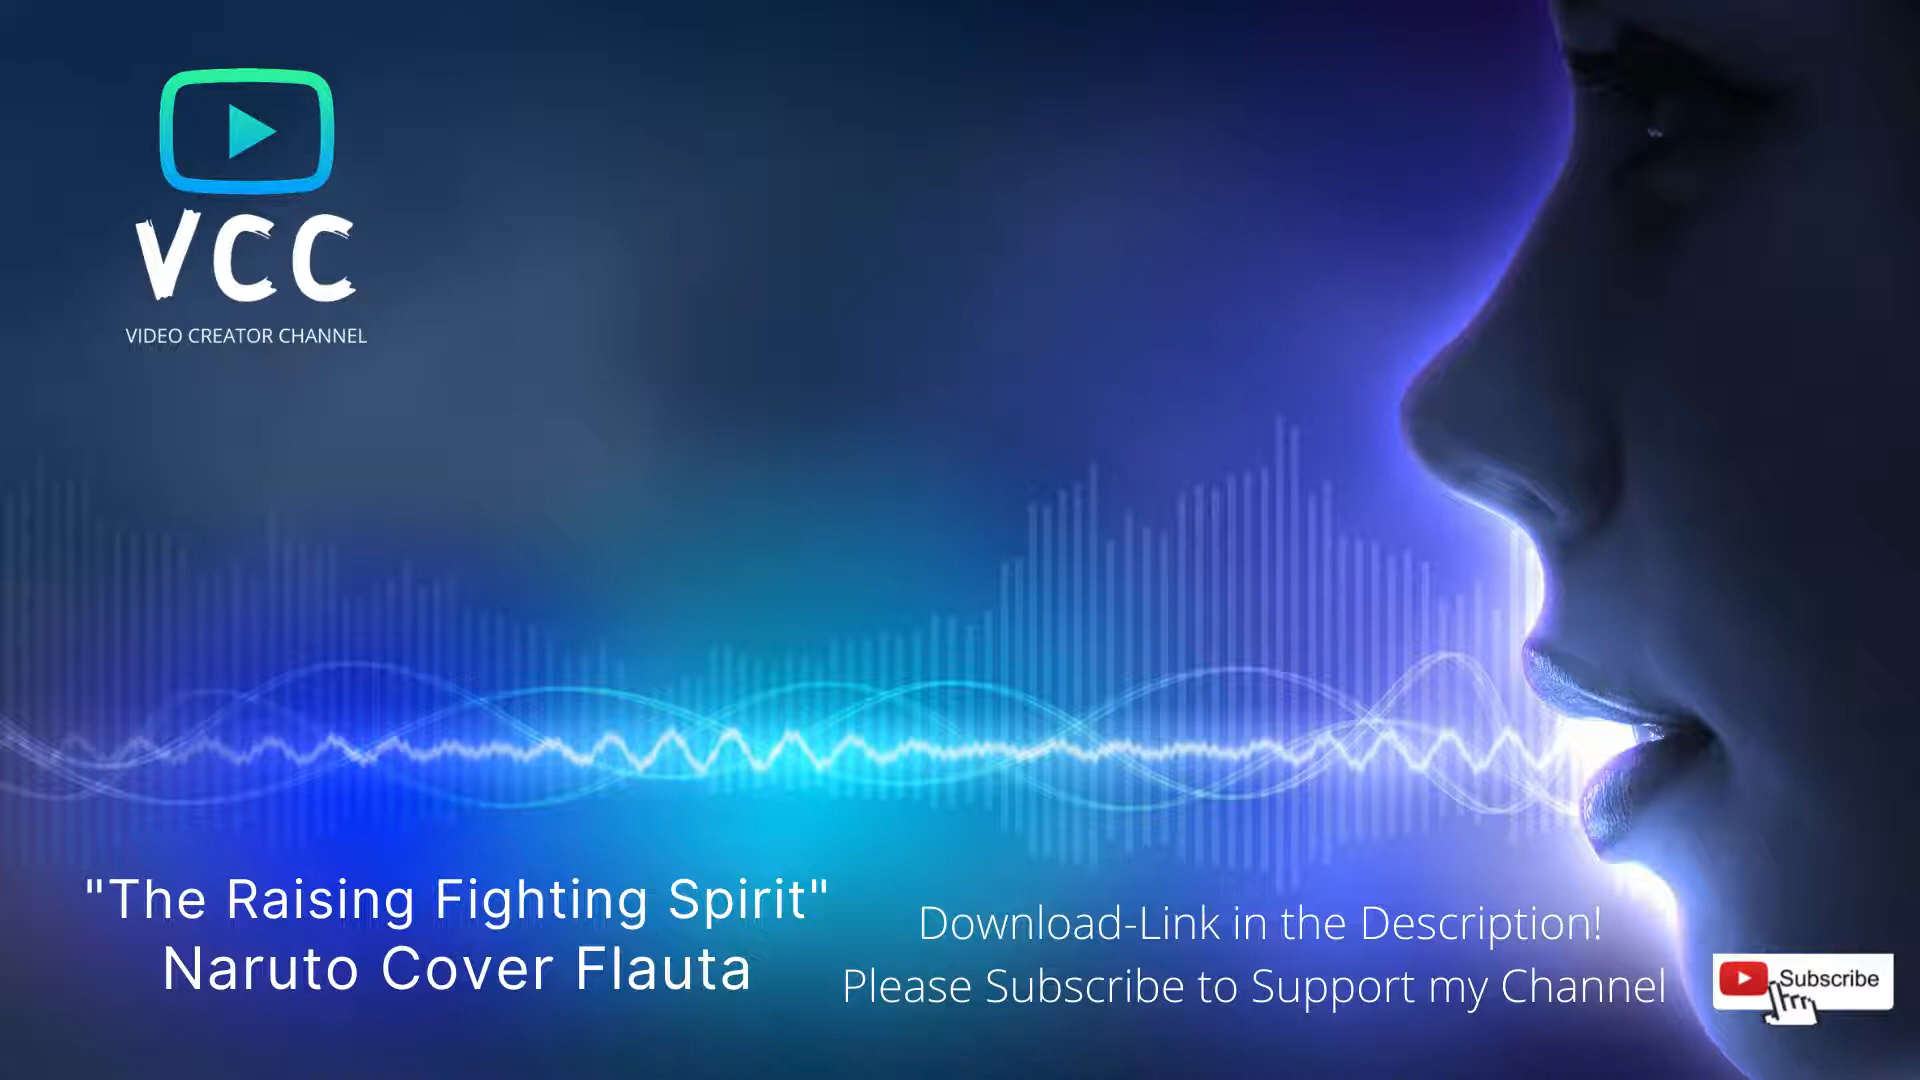 VCC
VIDEO CREATOR CHANNEL
"The Raising Fighting Spirit"
Naruto Cover Flauta
Download-Link in the Description!
Please Subscribe to Support my Channel
Subscribe